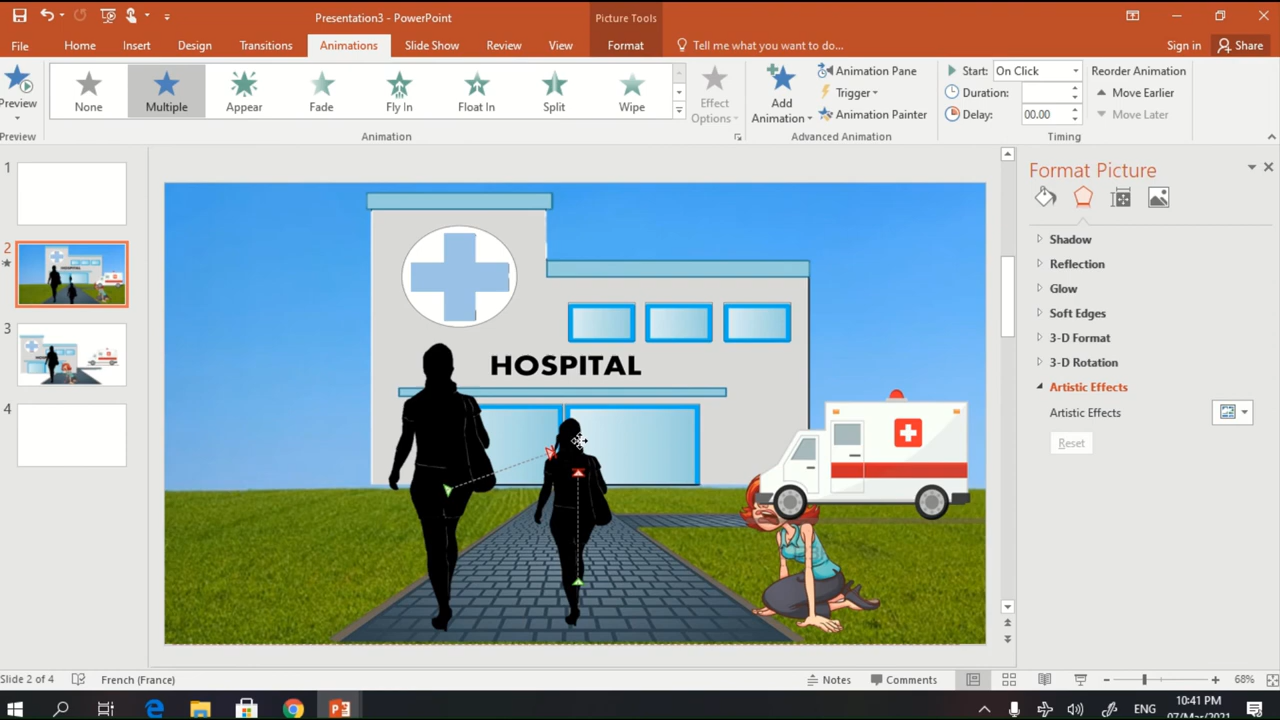 Presentation3 - PowerPoint
Picture Tools
File Home Insert Design Transitions Animations Slide Show Review View Format Tell me what you want to do... Sign in Share
None Multiple Appear Fade Fly In Float In Split Wipe
Preview
Effect Options
Add Animation
Animation Pane
Trigger
Animation Painter
Start: On Click
Duration:
Delay: 00.00
Reorder Animation
Move Earlier
Move Later
Preview Animation Advanced Animation Timing
1
2
3
4
HOSPITAL
HOSPITAL
Format Picture
Shadow
Reflection
Glow
Soft Edges
3-D Format
3-D Rotation
Artistic Effects
Artistic Effects
Reset
Slide 2 of 4 French (France) Notes Comments 68%
ENG
10:41 PM
07/Mar/2021